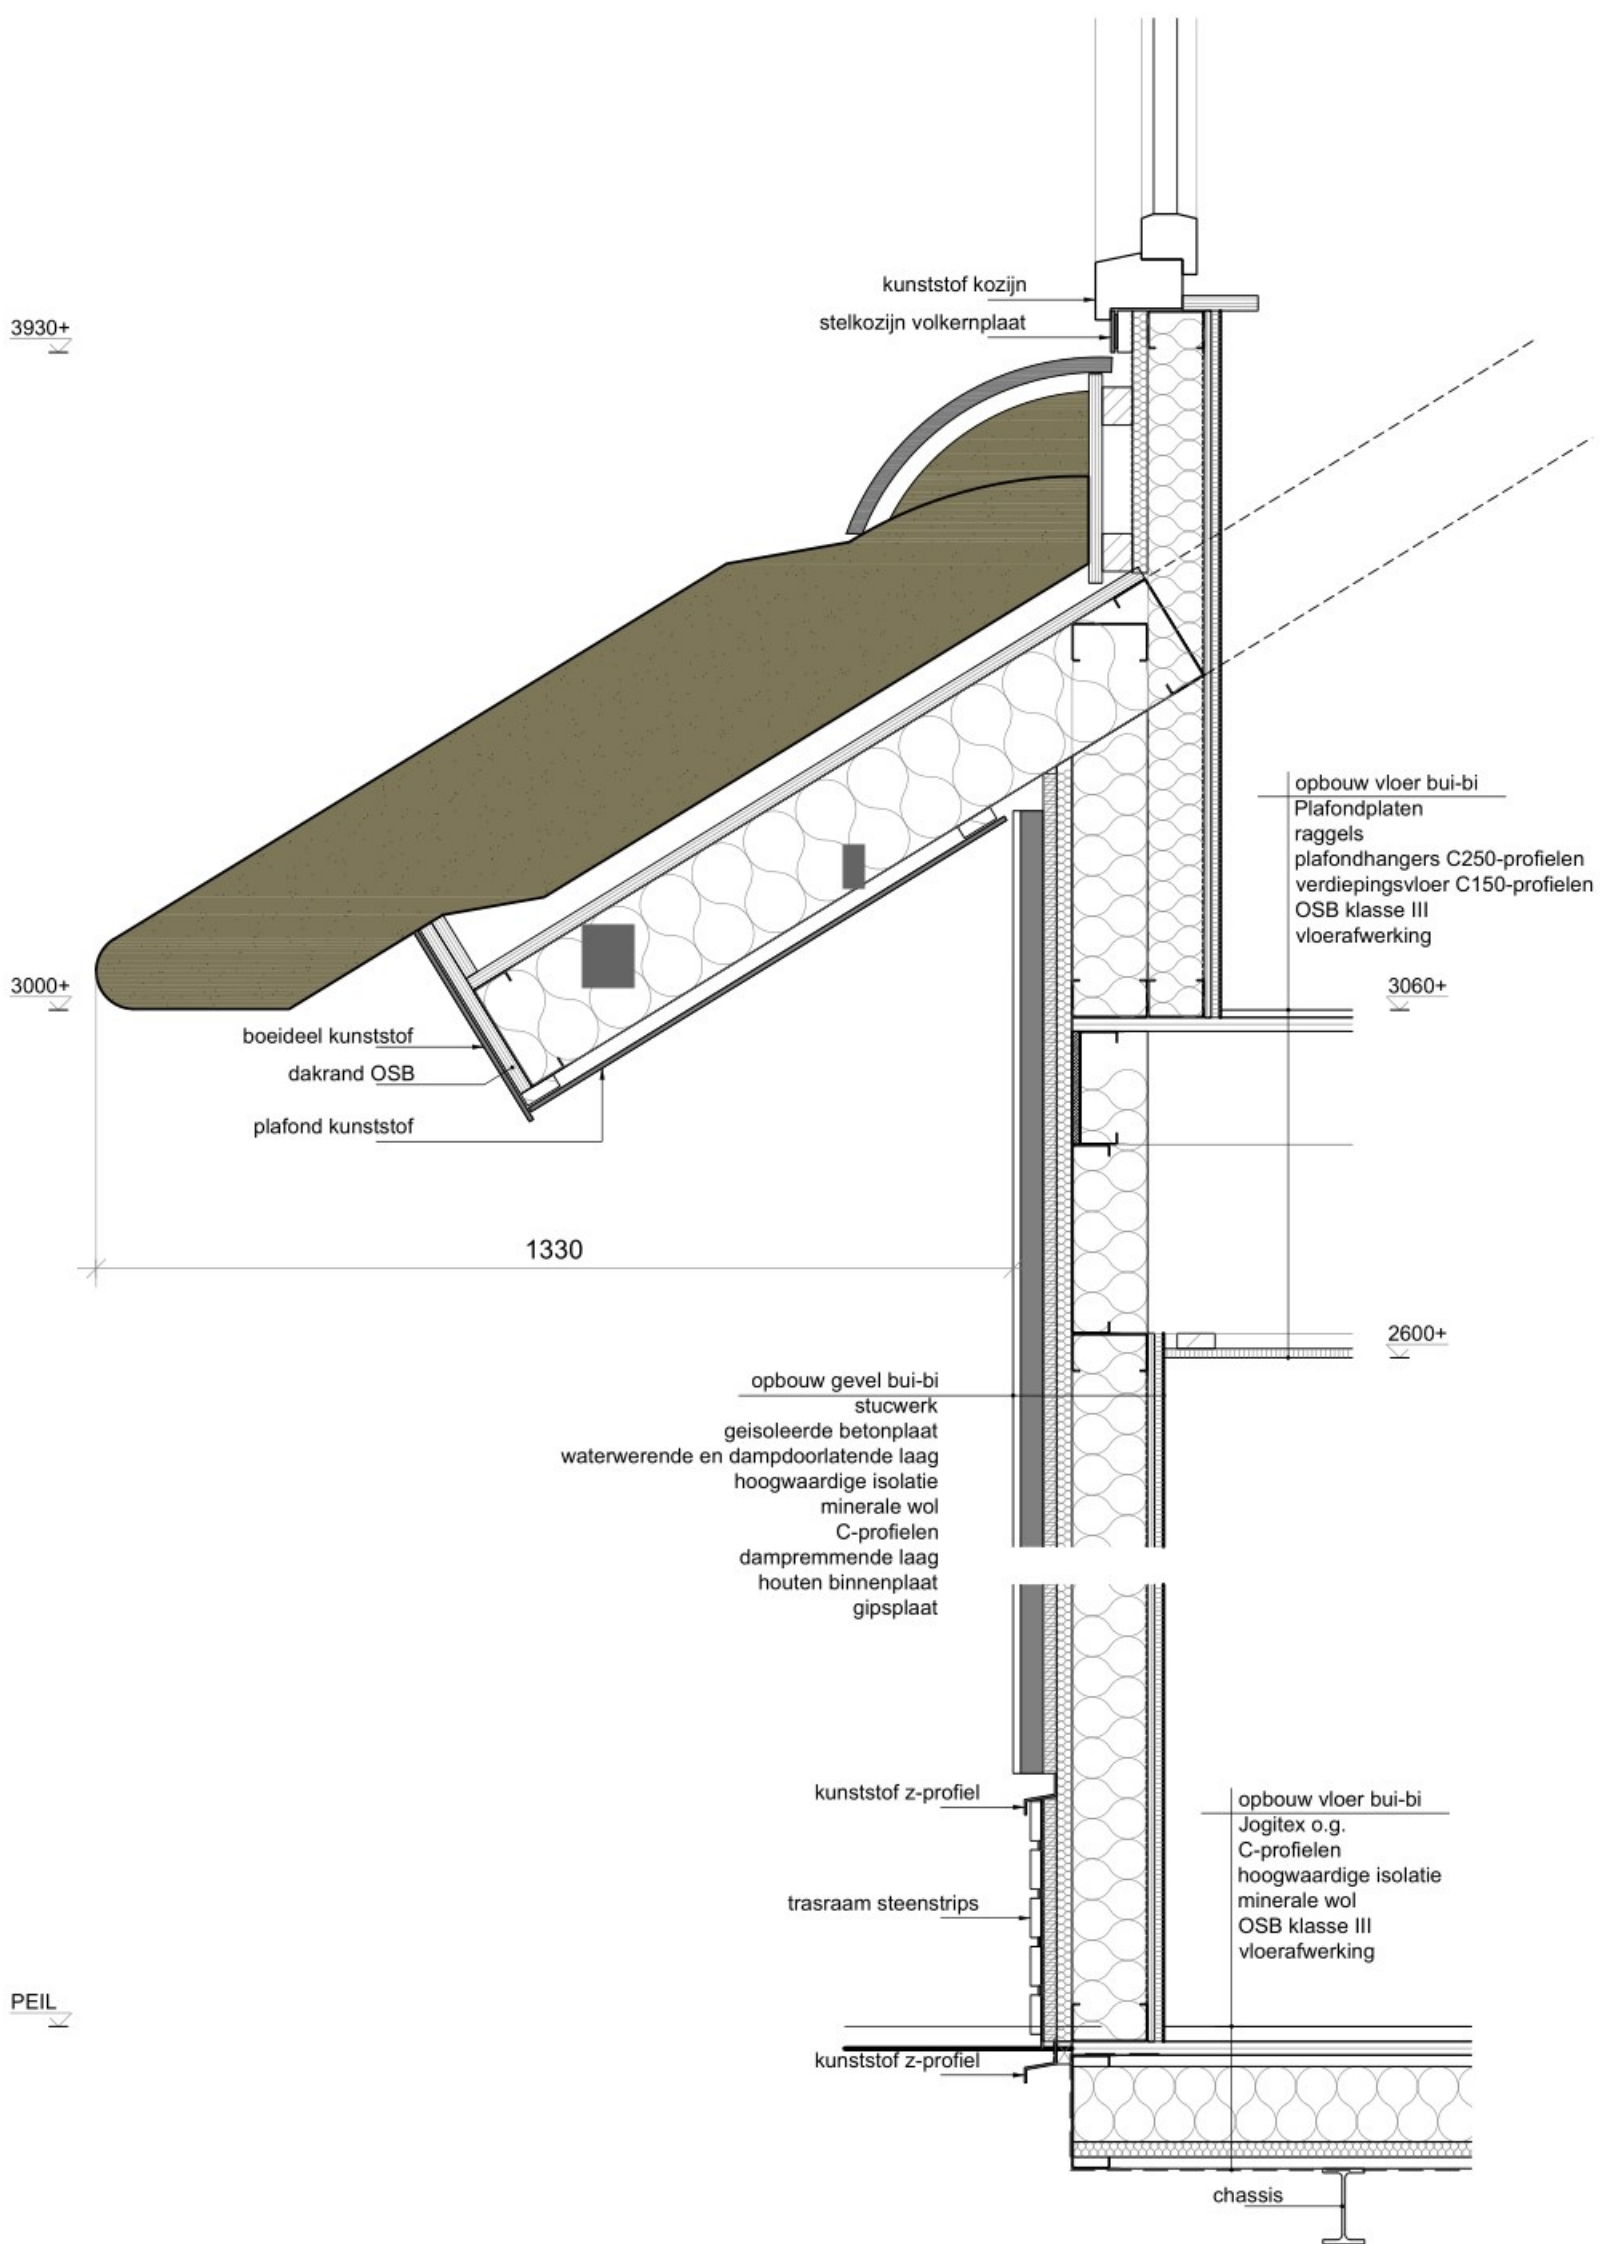 kunststof kozijn
stelkozijn volkernplaat
3930+
opbouw vloer bui-bi
Plafondplaten
raggels
plafondhangers C250-profielen
verdiepingsvloer C150-profielen
OSB klasse III
vloerafwerking
3000+
3060+
boeideel kunststof
dakrand OSB
plafond kunststof
1330
2600+
opbouw gevel bui-bi
stucwerk
geisoleerde betonplaat
waterwerende en dampdoorlatende laag
hoogwaardige isolatie
minerale wol
C-profielen
dampremmende laag
houten binnenplaat
gipsplaat
kunststof z-profiel
opbouw vloer bui-bi
Jogitex o.g.
C-profielen
hoogwaardige isolatie
minerale wol
OSB klasse III
vloerafwerking
trasraam steenstrips
PEIL
kunststof z-profiel
chassis